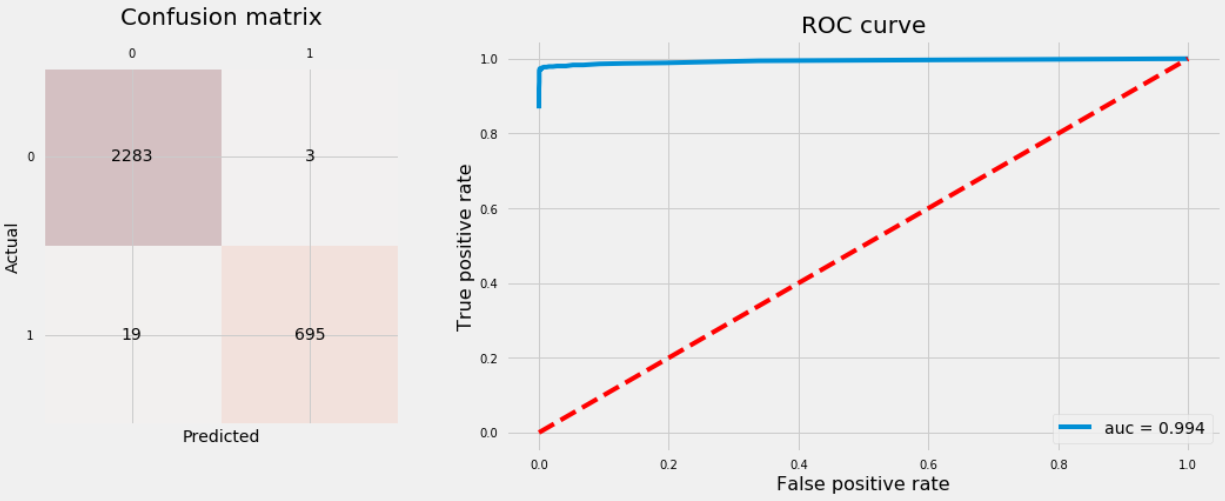 Confusion matrix
0 1
0 2283 3
1 19 695
Actual
Predicted
ROC curve
1.0
0.8
0.6
0.4
0.2
0.0
True positive rate
auc = 0.994
0.0 0.2 0.4 0.6 0.8 1.0
False positive rate